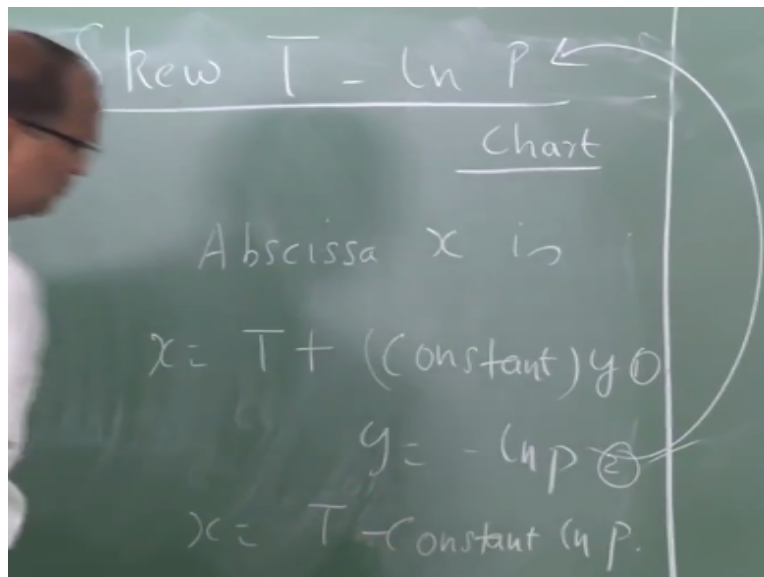 Skew T - ln P
Chart
Abscissa x is
x = T + (Constant) y ①
y = - ln p ②
x = T - Constant ln p.